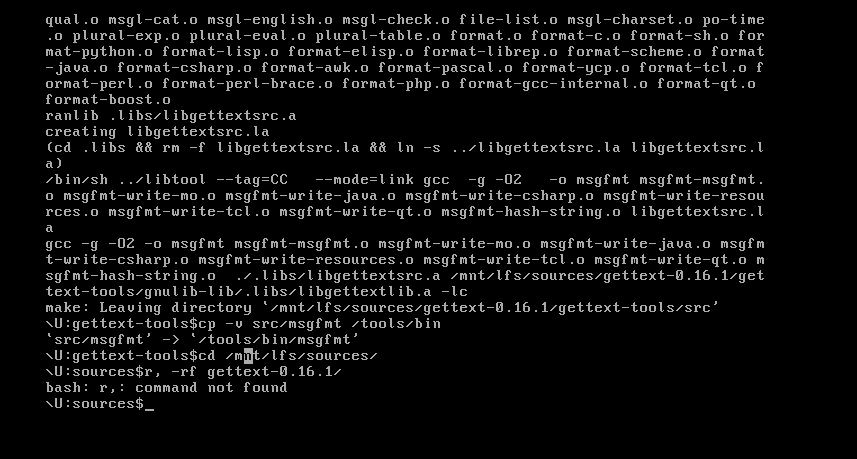 qual.o msgl-cat.o msgl-english.o msgl-check.o file-list.o msgl-charset.o po-time
.o plural-exp.o plural-eval.o plural-table.o format.o format-c.o format-sh.o for
mat-python.o format-lisp.o format-elisp.o format-librep.o format-scheme.o format
-java.o format-csharp.o format-awk.o format-pascal.o format-ycp.o format-tcl.o f
ormat-perl.o format-perl-brace.o format-php.o format-gcc-internal.o format-qt.o
format-boost.o
ranlib .libs/libgettextsrc.a
creating libgettextsrc.la
(cd .libs && rm -f libgettextsrc.la && ln -s ../libgettextsrc.la libgettextsrc.l
a)
/bin/sh ../libtool --tag=CC   --mode=link gcc  -g -O2   -o msgfmt msgfmt-msgfmt.
o msgfmt-write-mo.o msgfmt-write-java.o msgfmt-write-csharp.o msgfmt-write-resou
rces.o msgfmt-write-tcl.o msgfmt-write-qt.o msgfmt-hash-string.o libgettextsrc.l
a
gcc -g -O2 -o msgfmt msgfmt-msgfmt.o msgfmt-write-mo.o msgfmt-write-java.o msgfm
t-write-csharp.o msgfmt-write-resources.o msgfmt-write-tcl.o msgfmt-write-qt.o m
sgfmt-hash-string.o  ./.libs/libgettextsrc.a /mnt/lfs/sources/gettext-0.16.1/get
text-tools/gnulib-lib/.libs/libgettextlib.a -lc
make: Leaving directory `/mnt/lfs/sources/gettext-0.16.1/gettext-tools/src'
\U:gettext-tools$cp -v src/msgfmt /tools/bin
`src/msgfmt' -> `/tools/bin/msgfmt'
\U:gettext-tools$cd /mnt/lfs/sources/
\U:sources$r, -rf gettext-0.16.1/
bash: r,: command not found
\U:sources$_